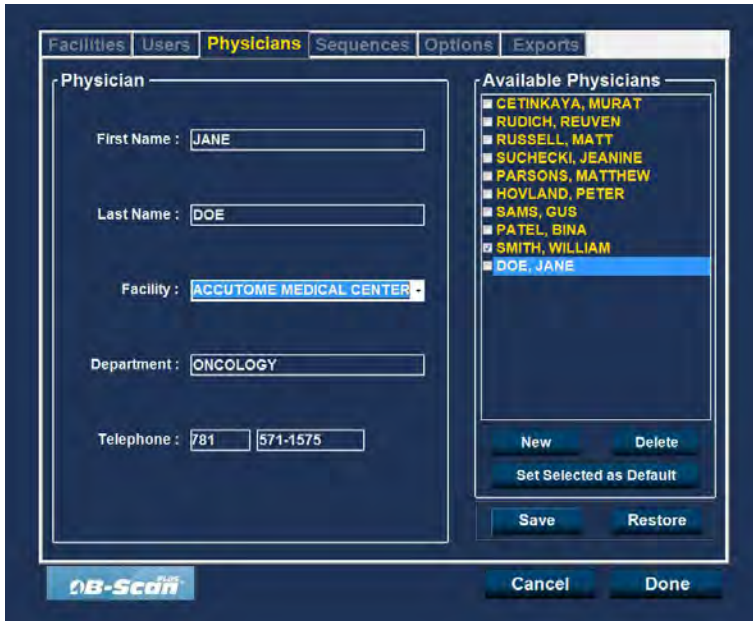 Facilities Users Physicians Sequences Options Exports
Physician
First Name : JANE
Last Name : DOE
Facility : ACCUTOME MEDICAL CENTER
Department : ONCOLOGY
Telephone : 781 571-1575
Available Physicians
CETINKAYA, MURAT
RUDICH, REUVEN
RUSSELL, MATT
SUCHECKI, JEANINE
PARSONS, MATTHEW
HOVLAND, PETER
SAMS, GUS
PATEL, BINA
SMITH, WILLIAM
DOE, JANE
New Delete
Set Selected as Default
Save Restore
B-Scan PLUS
Cancel Done